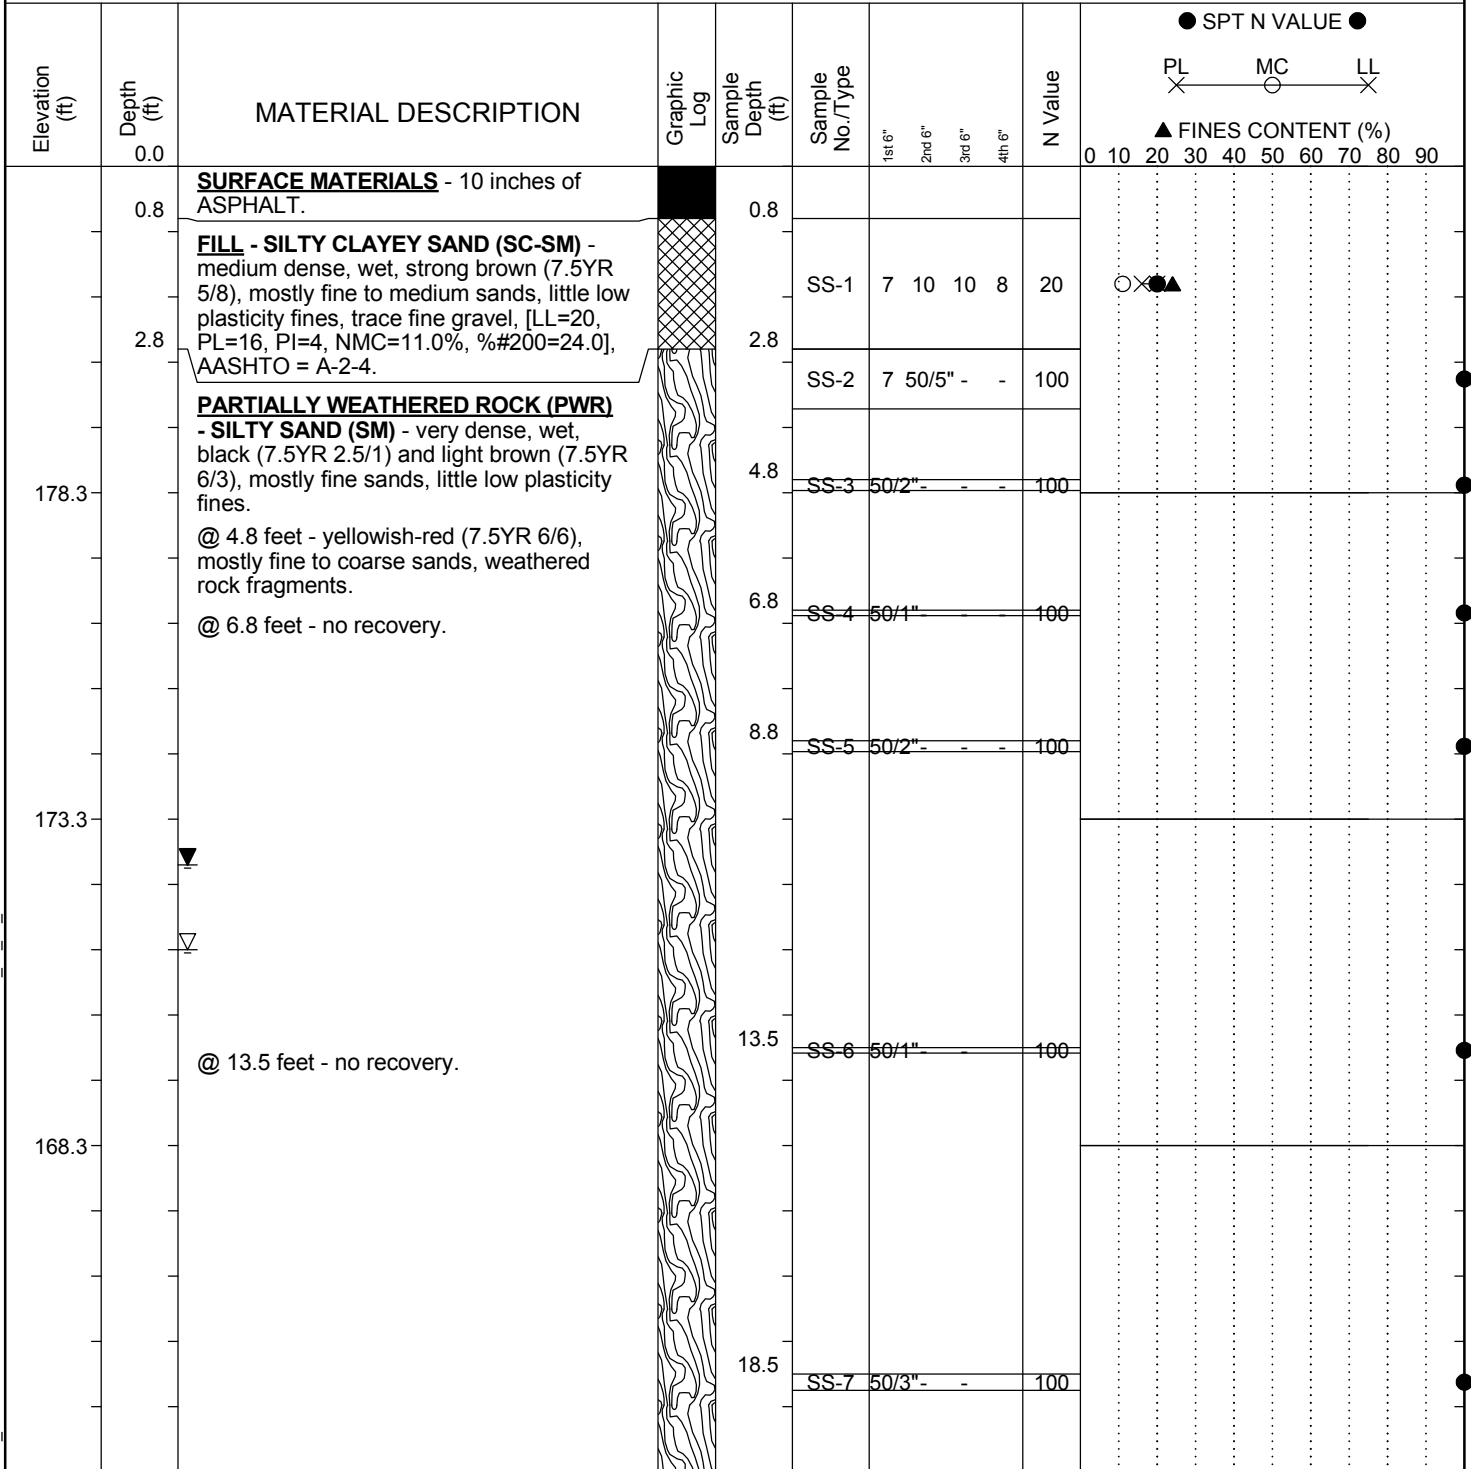 ● SPT N VALUE ●
PL MC LL
▲ FINES CONTENT (%)
0 10 20 30 40 50 60 70 80 90
Elevation
(ft)
Depth
(ft)
0.0
MATERIAL DESCRIPTION
Graphic
Log
Sample
Depth
(ft)
Sample
No./Type
1st 6"
2nd 6"
3rd 6"
4th 6"
N Value
SURFACE MATERIALS - 10 inches of
ASPHALT.
0.8
0.8
FILL - SILTY CLAYEY SAND (SC-SM) -
medium dense, wet, strong brown (7.5YR
5/8), mostly fine to medium sands, little low
plasticity fines, trace fine gravel, [LL=20,
PL=16, PI=4, NMC=11.0%, %#200=24.0],
AASHTO = A-2-4.
SS-1 7 10 10 8 20
2.8
2.8
SS-2 7 50/5" - - 100
PARTIALLY WEATHERED ROCK (PWR)
- SILTY SAND (SM) - very dense, wet,
black (7.5YR 2.5/1) and light brown (7.5YR
6/3), mostly fine sands, little low plasticity
fines.
4.8
178.3
SS-3 50/2" - - - 100
@ 4.8 feet - yellowish-red (7.5YR 6/6),
mostly fine to coarse sands, weathered
rock fragments.
6.8
SS-4 50/1" - - - 100
@ 6.8 feet - no recovery.
8.8
SS-5 50/2" - - - 100
173.3
13.5
SS-6 50/1" - - 100
@ 13.5 feet - no recovery.
168.3
18.5
SS-7 50/3" - - 100